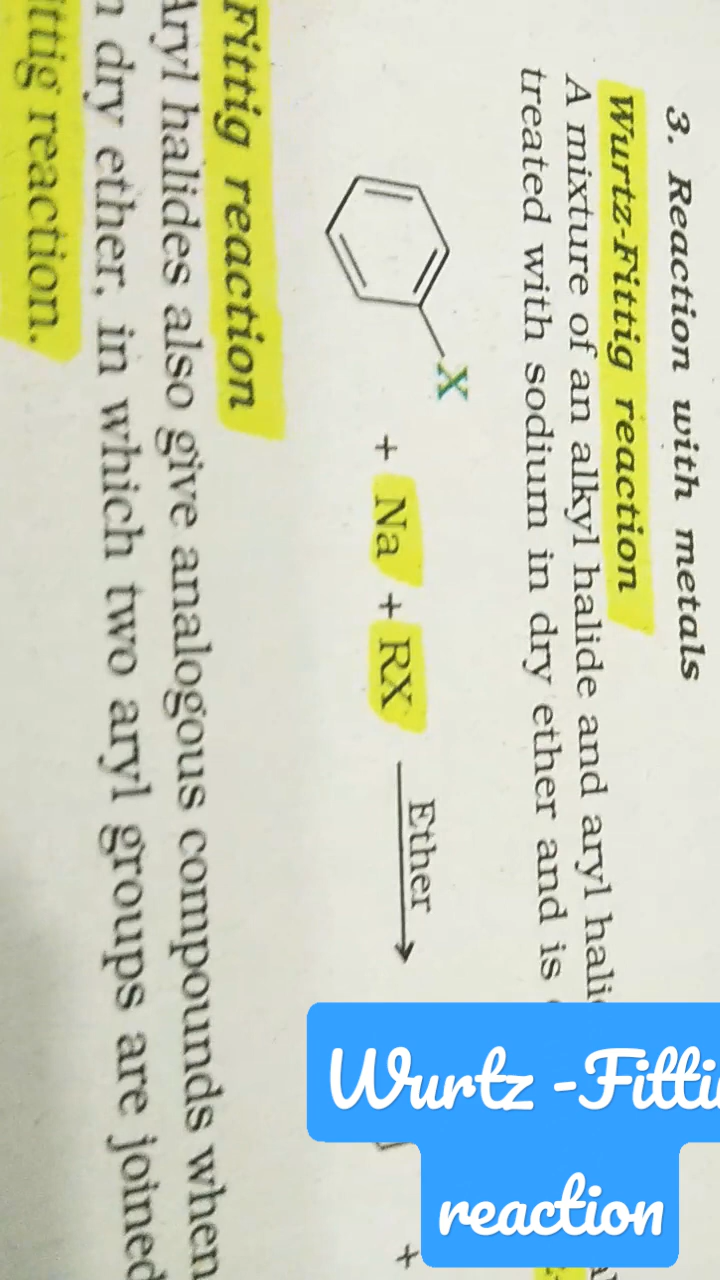 3. Reaction with metals
Wurtz-Fittig reaction
A mixture of an alkyl halide and aryl
treated with sodium in dry ether and is
X
+ Na + RX
Ether
+
Fittig reaction
Aryl halides also give analogous compounds when
dry ether, in which two aryl groups are joined
reaction.
Wurtz -Fitti
reaction